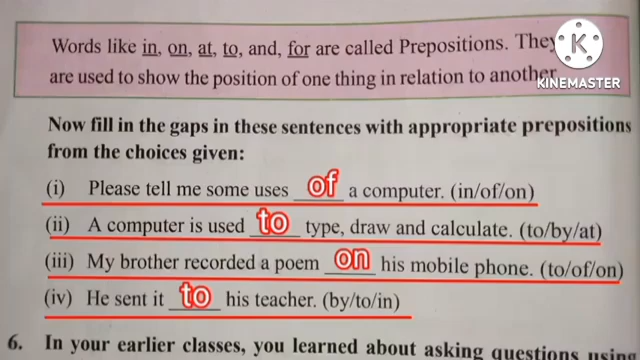 Words like in, on, at, to, and, for are called Prepositions. They
are used to show the position of one thing in relation to another.
K
KINEMASTER
Now fill in the gaps in these sentences with appropriate prepositions
from the choices given:
(i) Please tell me some uses of a computer. (in/of/on)
(ii) A computer is used to type, draw and calculate. (to/by/at)
(iii) My brother recorded a poem on his mobile phone. (to/of/on)
(iv) He sent it to his teacher. (by/to/in)
6. In your earlier classes, you learned about asking questions using